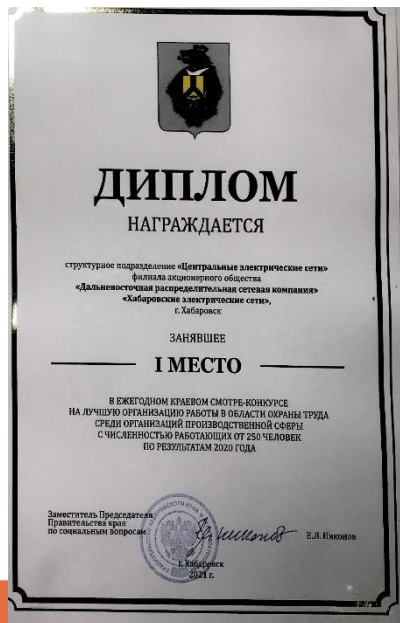 ДИПЛОМ
НАГРАЖДАЕТСЯ
структурное подразделение «Центральные электрические сети»
филиала акционерного общества
«Дальневосточная распределительная сетевая компания»
«Хабаровские электрические сети»,
г. Хабаровск
ЗАНЯВШЕЕ
I МЕСТО
В ЕЖЕГОДНОМ КРАЕВОМ СМОТРЕ-КОНКУРСЕ
НА ЛУЧШУЮ ОРГАНИЗАЦИЮ РАБОТЫ В ОБЛАСТИ ОХРАНЫ ТРУДА
СРЕДИ ОРГАНИЗАЦИЙ ПРОИЗВОДСТВЕННОЙ СФЕРЫ
С ЧИСЛЕННОСТЬЮ РАБОТАЮЩИХ ОТ 250 ЧЕЛОВЕК
ПО РЕЗУЛЬТАТАМ 2020 ГОДА
Заместитель Председателя
Правительства края
по социальным вопросам
Е.Л. Никонов
г. Хабаровск
2021 г.